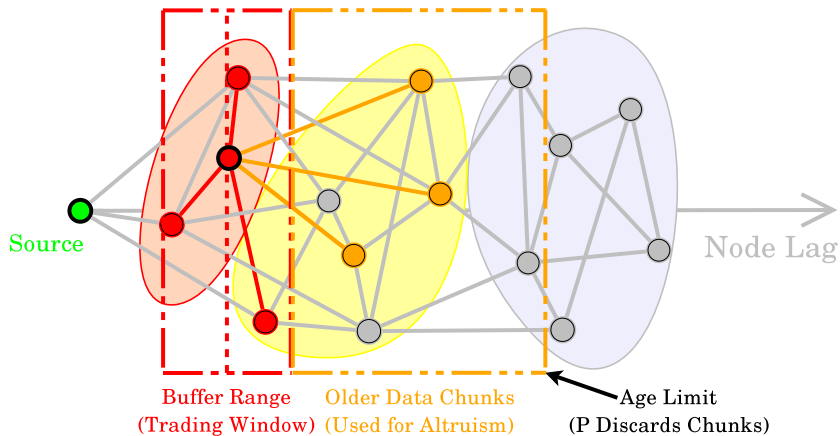 Source
Node Lag
Buffer Range
(Trading Window)
Older Data Chunks
(Used for Altruism)
Age Limit
(P Discards Chunks)